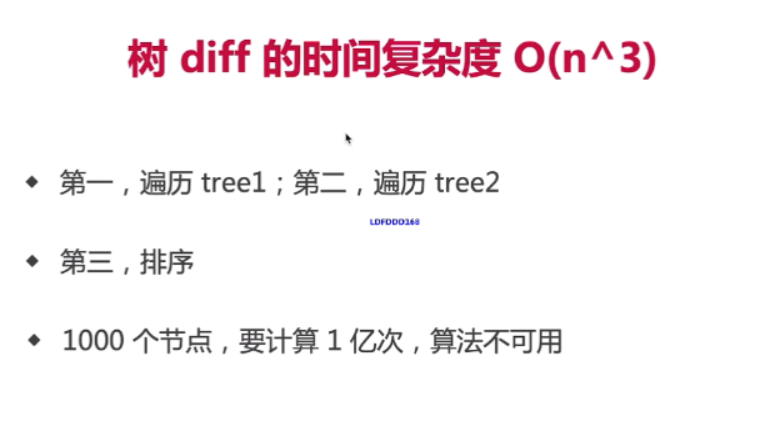 树 diff 的时间复杂度 O(n^3)
第一，遍历 tree1；第二，遍历 tree2
LDFDDD168
第三，排序
1000 个节点，要计算 1 亿次，算法不可用